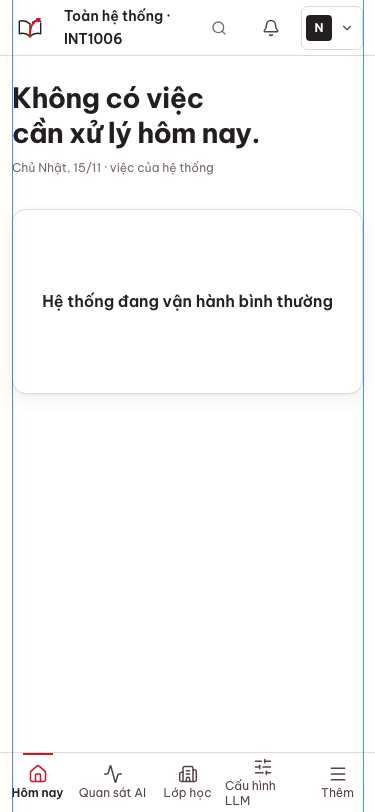 Toàn hệ thống ·
INT1006
N
Không có việc
cần xử lý hôm nay.
Chủ Nhật, 15/11 · việc của hệ thống
Hệ thống đang vận hành bình thường
Hôm nay
Quan sát AI
Lớp học
Cấu hình
LLM
Thêm